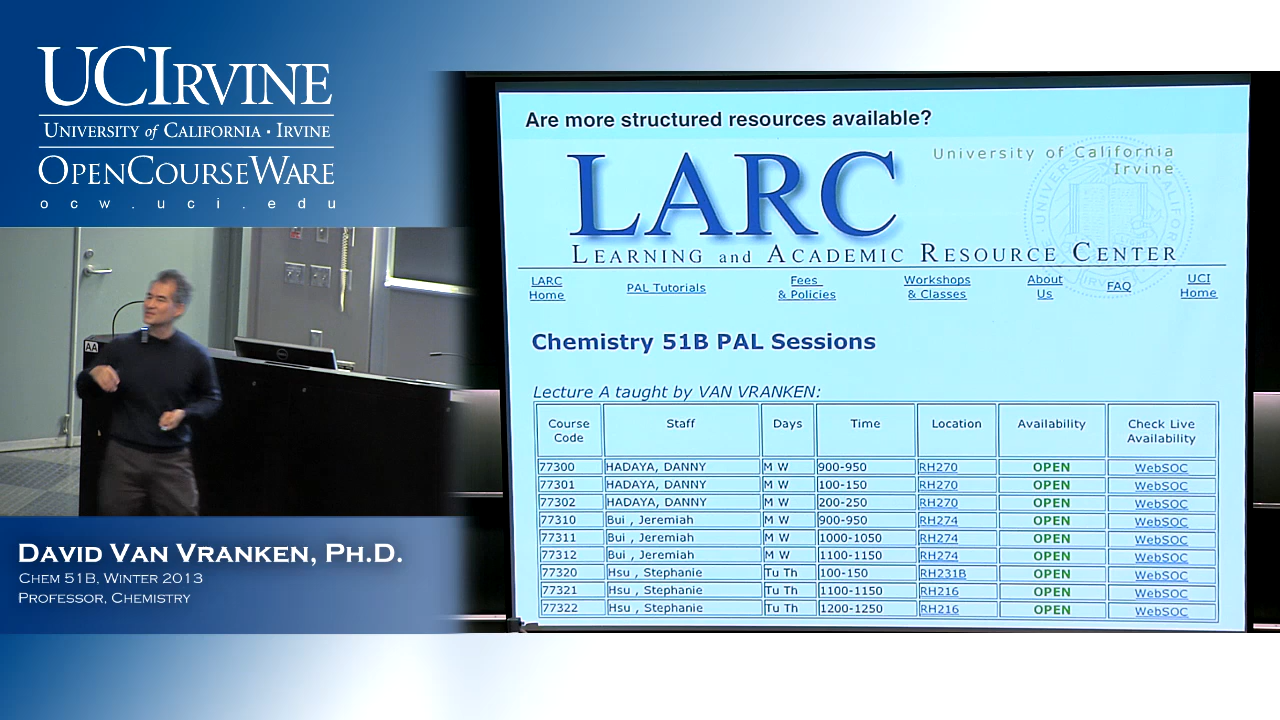 UCIRVINE
UNIVERSITY of CALIFORNIA · IRVINE
OPENCOURSEWARE
ocw.uci.edu
AA
DAVID VAN VRANKEN, PH.D.
CHEM 51B, WINTER 2013
PROFESSOR, CHEMISTRY
Are more structured resources available?
LARC
University of California
Irvine
LEARNING and ACADEMIC RESOURCE CENTER
LARC Home PAL Tutorials Fees & Policies Workshops & Classes About Us FAQ UCI Home
Chemistry 51B PAL Sessions
Lecture A taught by VAN VRANKEN:
Course Code Staff Days Time Location Availability Check Live Availability
77300 HADAYA, DANNY M W 900-950 RH270 OPEN WebSOC
77301 HADAYA, DANNY M W 100-150 RH270 OPEN WebSOC
77302 HADAYA, DANNY M W 200-250 RH270 OPEN WebSOC
77310 Bui , Jeremiah M W 900-950 RH274 OPEN WebSOC
77311 Bui , Jeremiah M W 1000-1050 RH274 OPEN WebSOC
77312 Bui , Jeremiah M W 1100-1150 RH274 OPEN WebSOC
77320 Hsu , Stephanie Tu Th 100-150 RH231B OPEN WebSOC
77321 Hsu , Stephanie Tu Th 1100-1150 RH216 OPEN WebSOC
77322 Hsu , Stephanie Tu Th 1200-1250 RH216 OPEN WebSOC